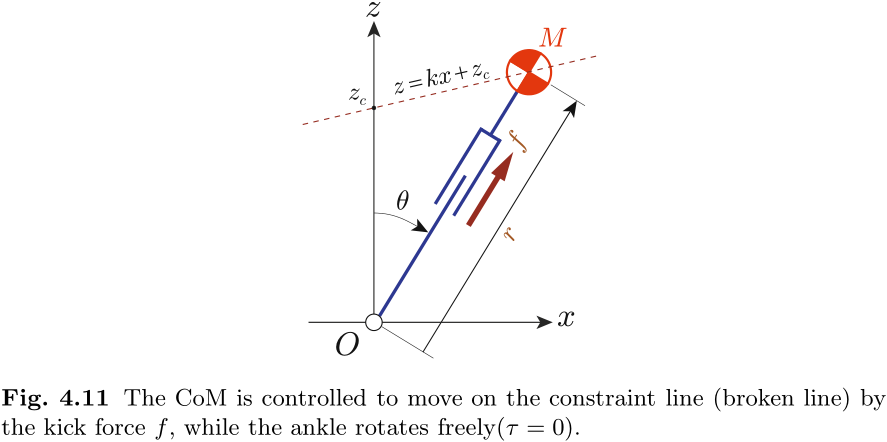 z
M
z = kx + z_c
z_c
f
θ
r
x
O
Fig. 4.11 The CoM is controlled to move on the constraint line (broken line) by
the kick force f, while the ankle rotates freely(τ = 0).